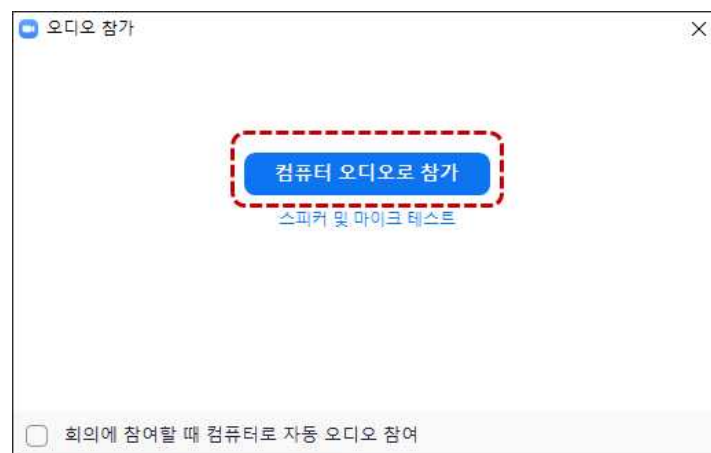 오디오 참가
컴퓨터 오디오로 참가
스피커 및 마이크 테스트
회의에 참여할 때 컴퓨터로 자동 오디오 참여